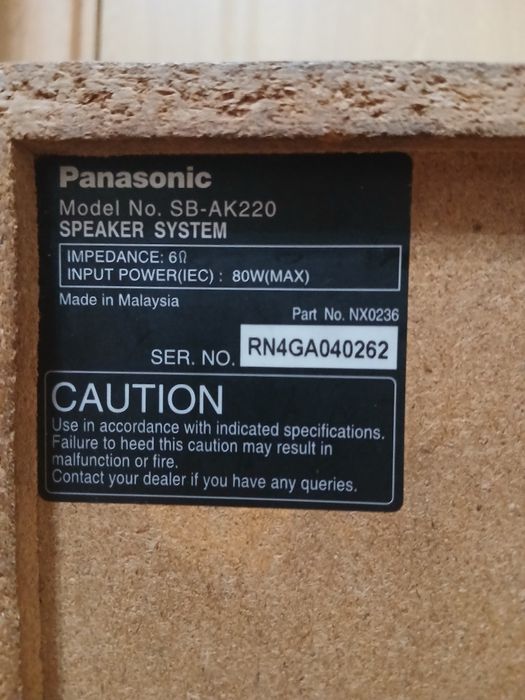 Panasonic
Model No. SB-AK220
SPEAKER SYSTEM
IMPEDANCE: 6Ω
INPUT POWER(IEC) : 80W(MAX)
Made in Malaysia
Part No. NX0236
SER. NO. RN4GA040262
CAUTION
Use in accordance with indicated specifications.
Failure to heed this caution may result in
malfunction or fire.
Contact your dealer if you have any queries.